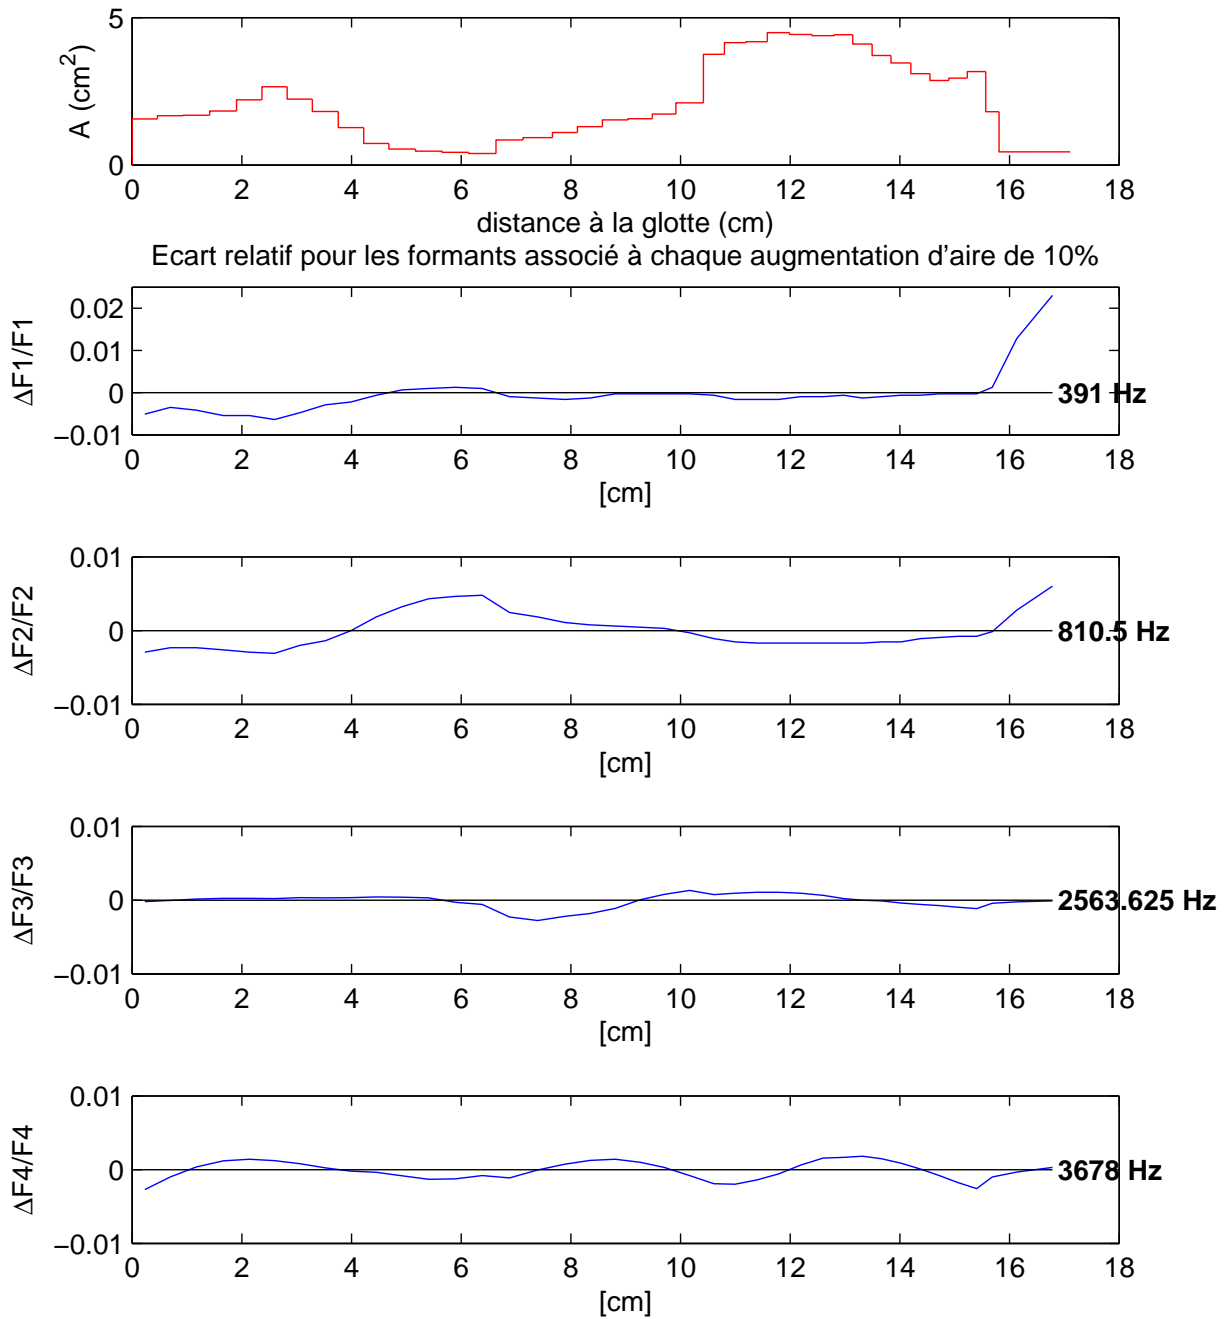 5
0
A (cm2)
0 2 4 6 8 10 12 14 16 18
distance à la glotte (cm)
Ecart relatif pour les formants associé à chaque augmentation d'aire de 10%
0.02
0.01
0
−0.01
ΔF1/F1
391 Hz
0 2 4 6 8 10 12 14 16 18
[cm]
0.01
0
−0.01
ΔF2/F2
810.5 Hz
0 2 4 6 8 10 12 14 16 18
[cm]
0.01
0
−0.01
ΔF3/F3
2563.625 Hz
0 2 4 6 8 10 12 14 16 18
[cm]
0.01
0
−0.01
ΔF4/F4
3678 Hz
0 2 4 6 8 10 12 14 16 18
[cm]